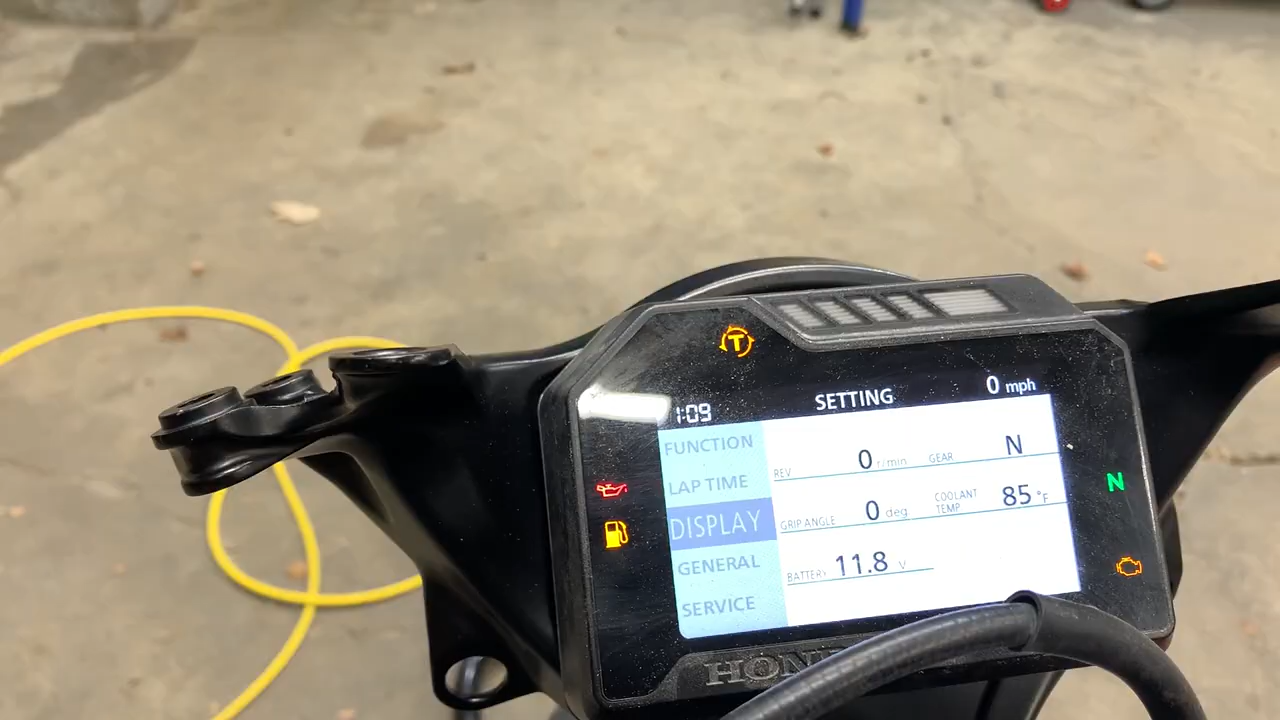 T
1:09 SETTING 0 mph
FUNCTION
LAP TIME
DISPLAY
GENERAL
SERVICE
REV 0 r/min GEAR N
GRIP ANGLE 0 deg COOLANT TEMP 85 °F
BATTERY 11.8 V
N